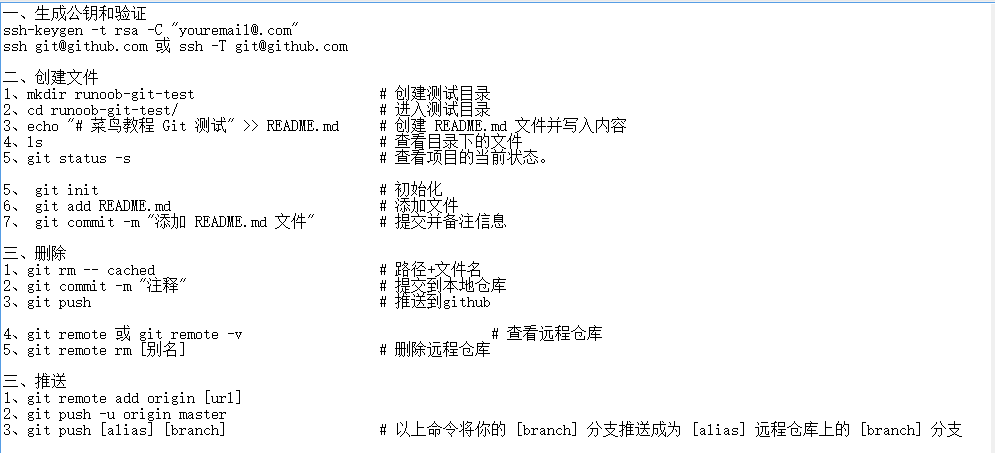 一、生成公钥和验证
ssh-keygen -t rsa -C "youremail@.com"
ssh git@github.com 或 ssh -T git@github.com
二、创建文件
1、mkdir runoob-git-test # 创建测试目录
2、cd runoob-git-test/ # 进入测试目录
3、echo "# 菜鸟教程 Git 测试" >> README.md # 创建 README.md 文件并写入内容
4、ls # 查看目录下的文件
5、git status -s # 查看项目的当前状态。
5、 git init # 初始化
6、 git add README.md # 添加文件
7、 git commit -m "添加 README.md 文件" # 提交并备注信息
三、删除
1、git rm -- cached # 路径+文件名
2、git commit -m "注释" # 提交到本地仓库
3、git push # 推送到github
4、git remote 或 git remote -v # 查看远程仓库
5、git remote rm [别名] # 删除远程仓库
三、推送
1、git remote add origin [url]
2、git push -u origin master
3、git push [alias] [branch] # 以上命令将你的 [branch] 分支推送成为 [alias] 远程仓库上的 [branch] 分支